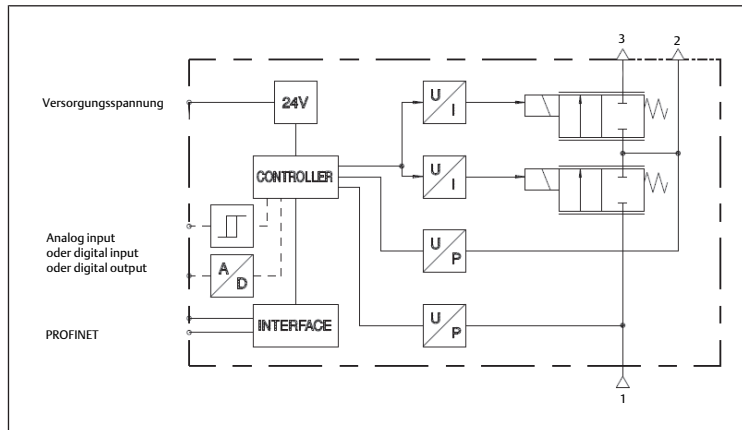 3 2
Versorgungsspannung
24V
U
I
CONTROLLER
U
I
Analog input
oder digital input
oder digital output
A
D
U
P
PROFINET
INTERFACE
U
P
1